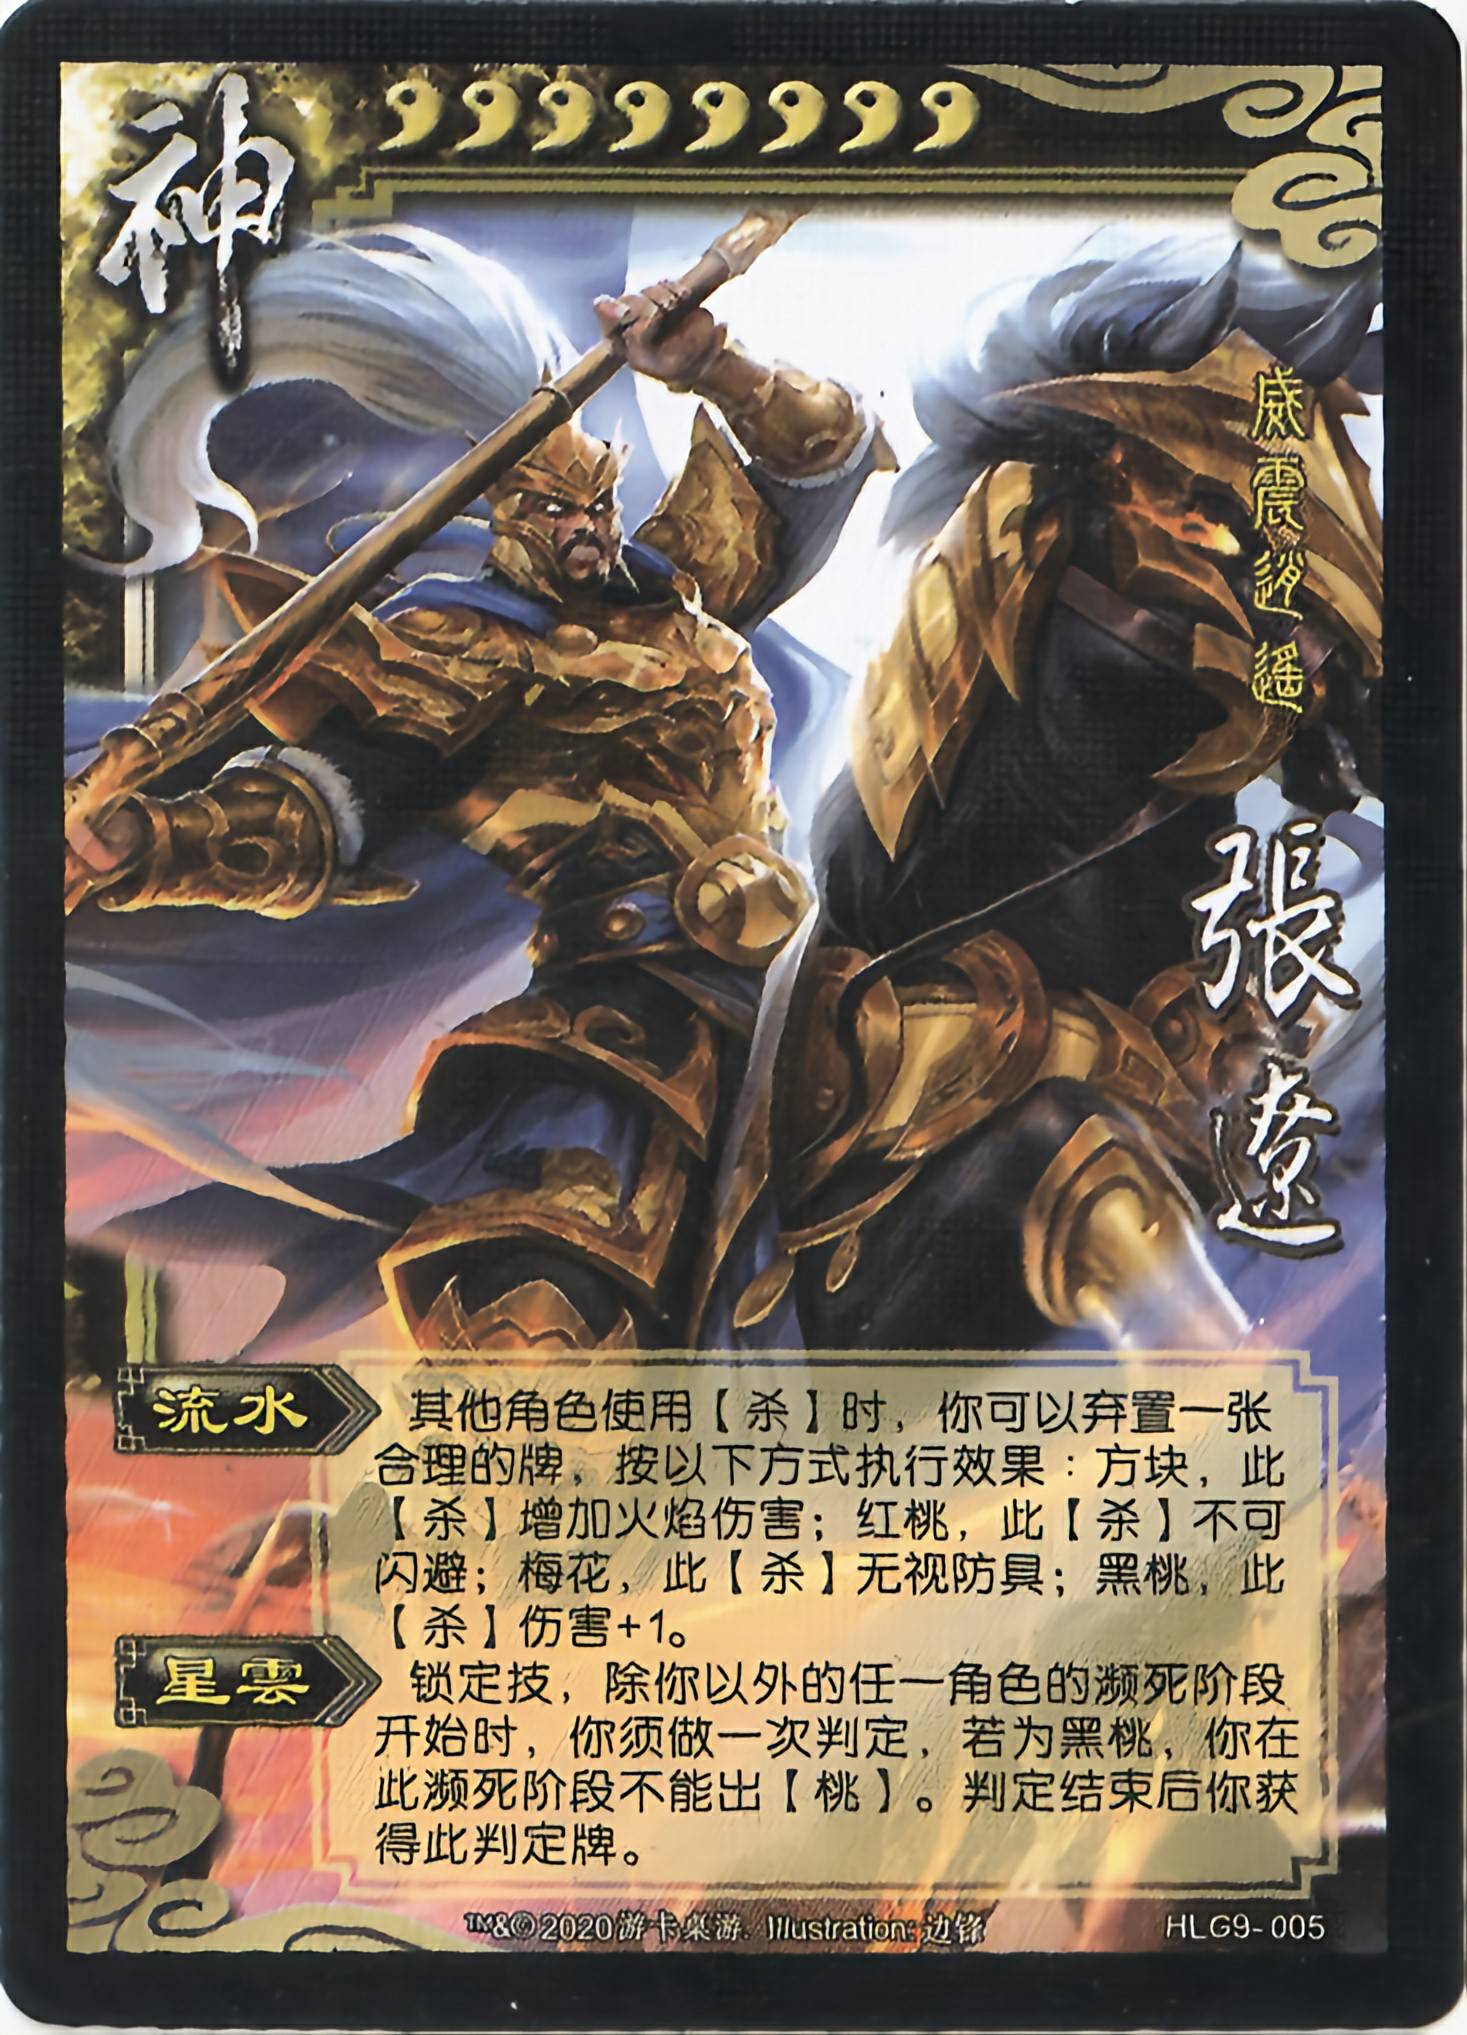 神
威震逍遥
張遼
流水
其他角色使用【杀】时，你可以弃置一张
合理的牌，按以下方式执行效果：方块，此
【杀】增加火焰伤害；红桃，此【杀】不可
闪避；梅花，此【杀】无视防具；黑桃，此
【杀】伤害+1。
星雲
锁定技，除你以外的任一角色的濒死阶段
开始时，你须做一次判定，若为黑桃，你在
此濒死阶段不能出【桃】。判定结束后你获
得此判定牌。
™&©2020游卡桌游. Illustration:边锋
HLG9-005